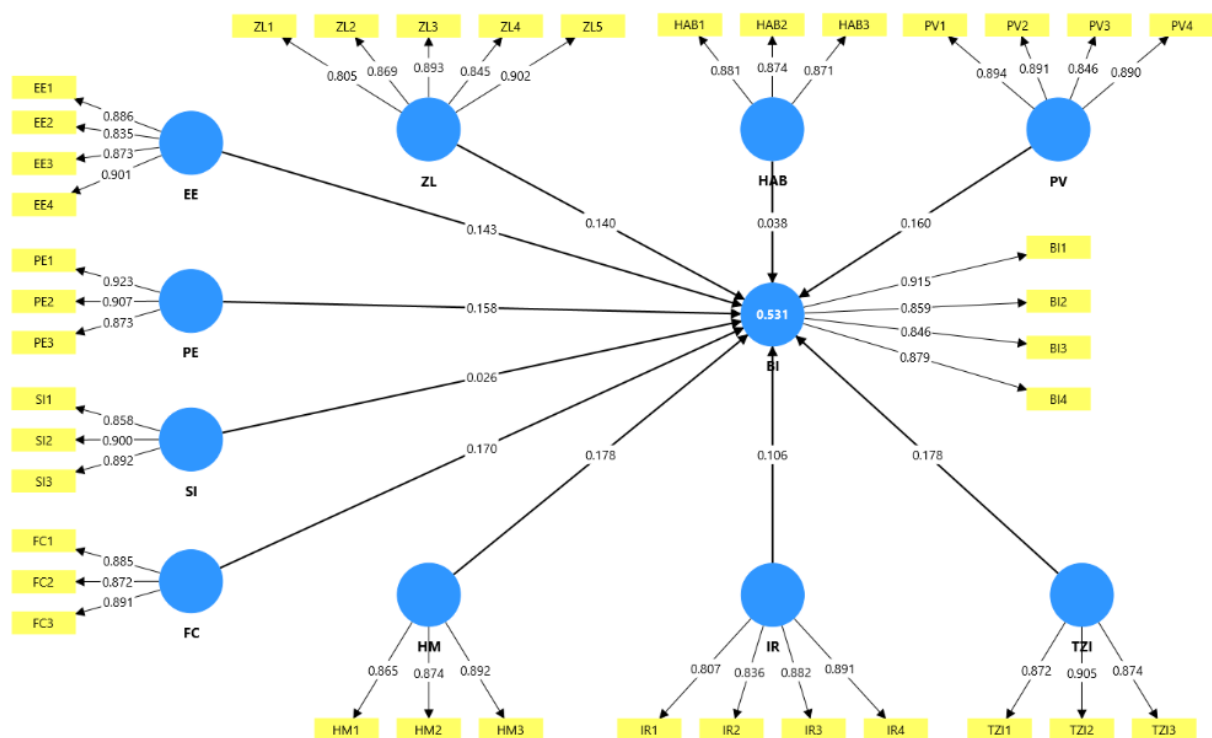 ZL1 ZL2 ZL3 ZL4 ZL5
0.805 0.869 0.893 0.845 0.902
ZL
HAB1 HAB2 HAB3
0.881 0.874 0.871
HAB
PV1 PV2 PV3 PV4
0.894 0.891 0.846 0.890
PV
EE1 0.886
EE2 0.835
EE3 0.873
EE4 0.901
EE
0.143
0.140
0.038
0.160
PE1 0.923
PE2 0.907
PE3 0.873
PE
0.158
0.531
BI
0.915 BI1
0.859 BI2
0.846 BI3
0.879 BI4
SI1 0.858
SI2 0.900
SI3 0.892
SI
0.026
FC1 0.885
FC2 0.872
FC3 0.891
FC
0.170
0.178
0.106
0.178
HM
0.865 0.874 0.892
HM1 HM2 HM3
IR
0.807 0.836 0.882 0.891
IR1 IR2 IR3 IR4
TZI
0.872 0.905 0.874
TZI1 TZI2 TZI3